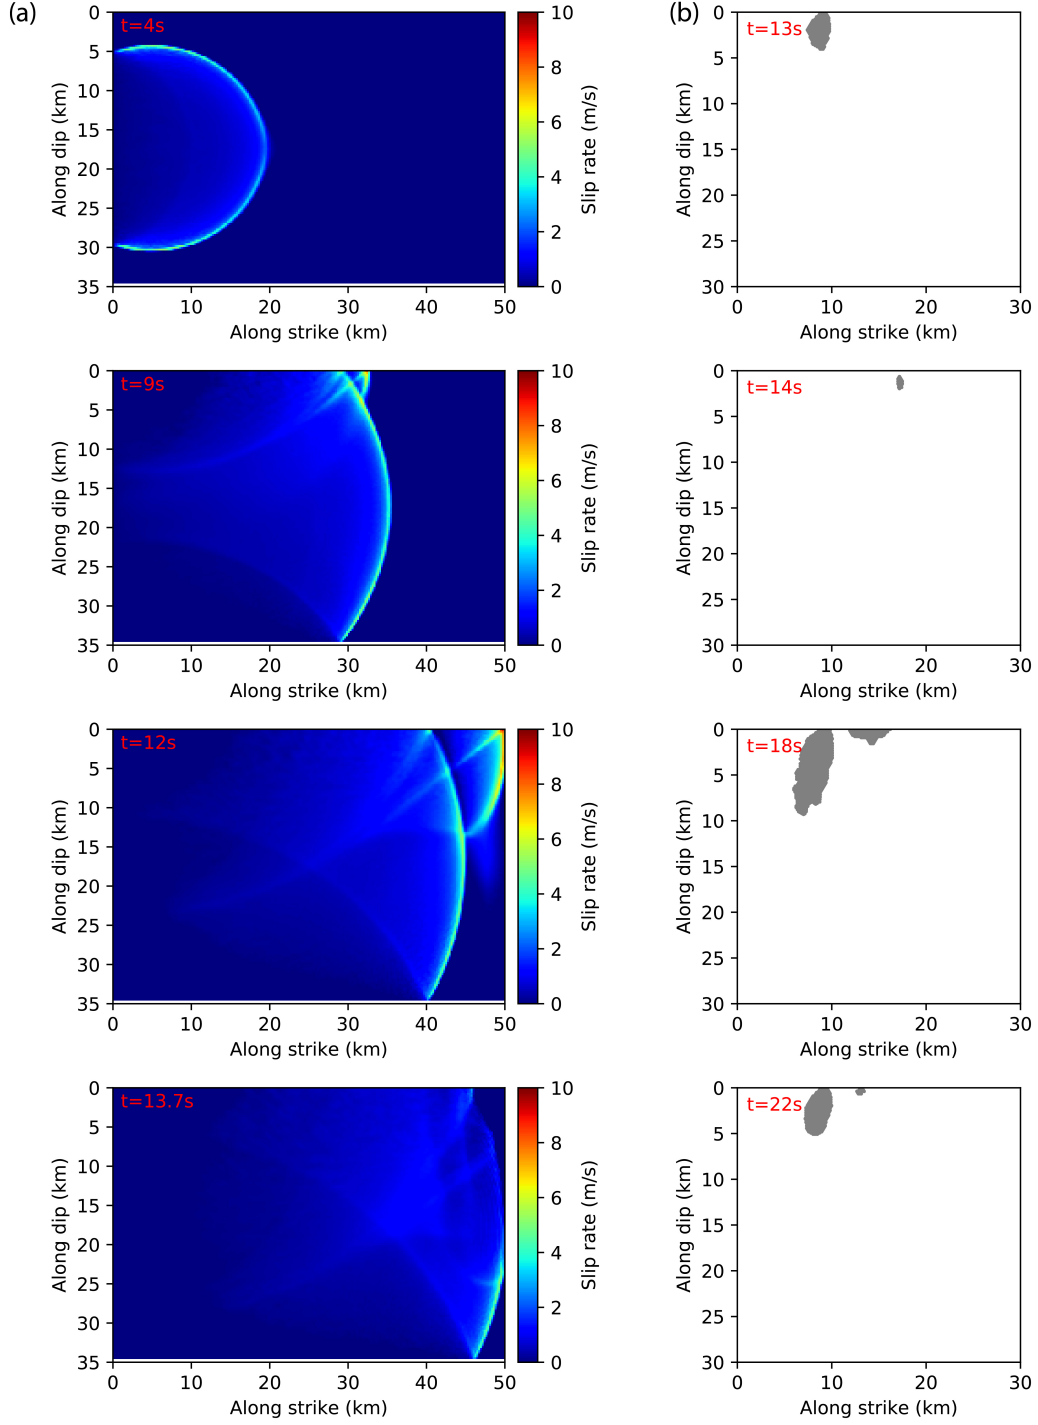 (a)
t=4s
0
5
10
15
20
25
30
35
Along dip (km)
0 10 20 30 40 50
Along strike (km)
10
8
6
4
2
0
Slip rate (m/s)
(b)
t=13s
0
5
10
15
20
25
30
Along dip (km)
0 10 20 30
Along strike (km)
t=9s
0
5
10
15
20
25
30
35
Along dip (km)
0 10 20 30 40 50
Along strike (km)
10
8
6
4
2
0
Slip rate (m/s)
t=14s
0
5
10
15
20
25
30
Along dip (km)
0 10 20 30
Along strike (km)
t=12s
0
5
10
15
20
25
30
35
Along dip (km)
0 10 20 30 40 50
Along strike (km)
10
8
6
4
2
0
Slip rate (m/s)
t=18s
0
5
10
15
20
25
30
Along dip (km)
0 10 20 30
Along strike (km)
t=13.7s
0
5
10
15
20
25
30
35
Along dip (km)
0 10 20 30 40 50
Along strike (km)
10
8
6
4
2
0
Slip rate (m/s)
t=22s
0
5
10
15
20
25
30
Along dip (km)
0 10 20 30
Along strike (km)